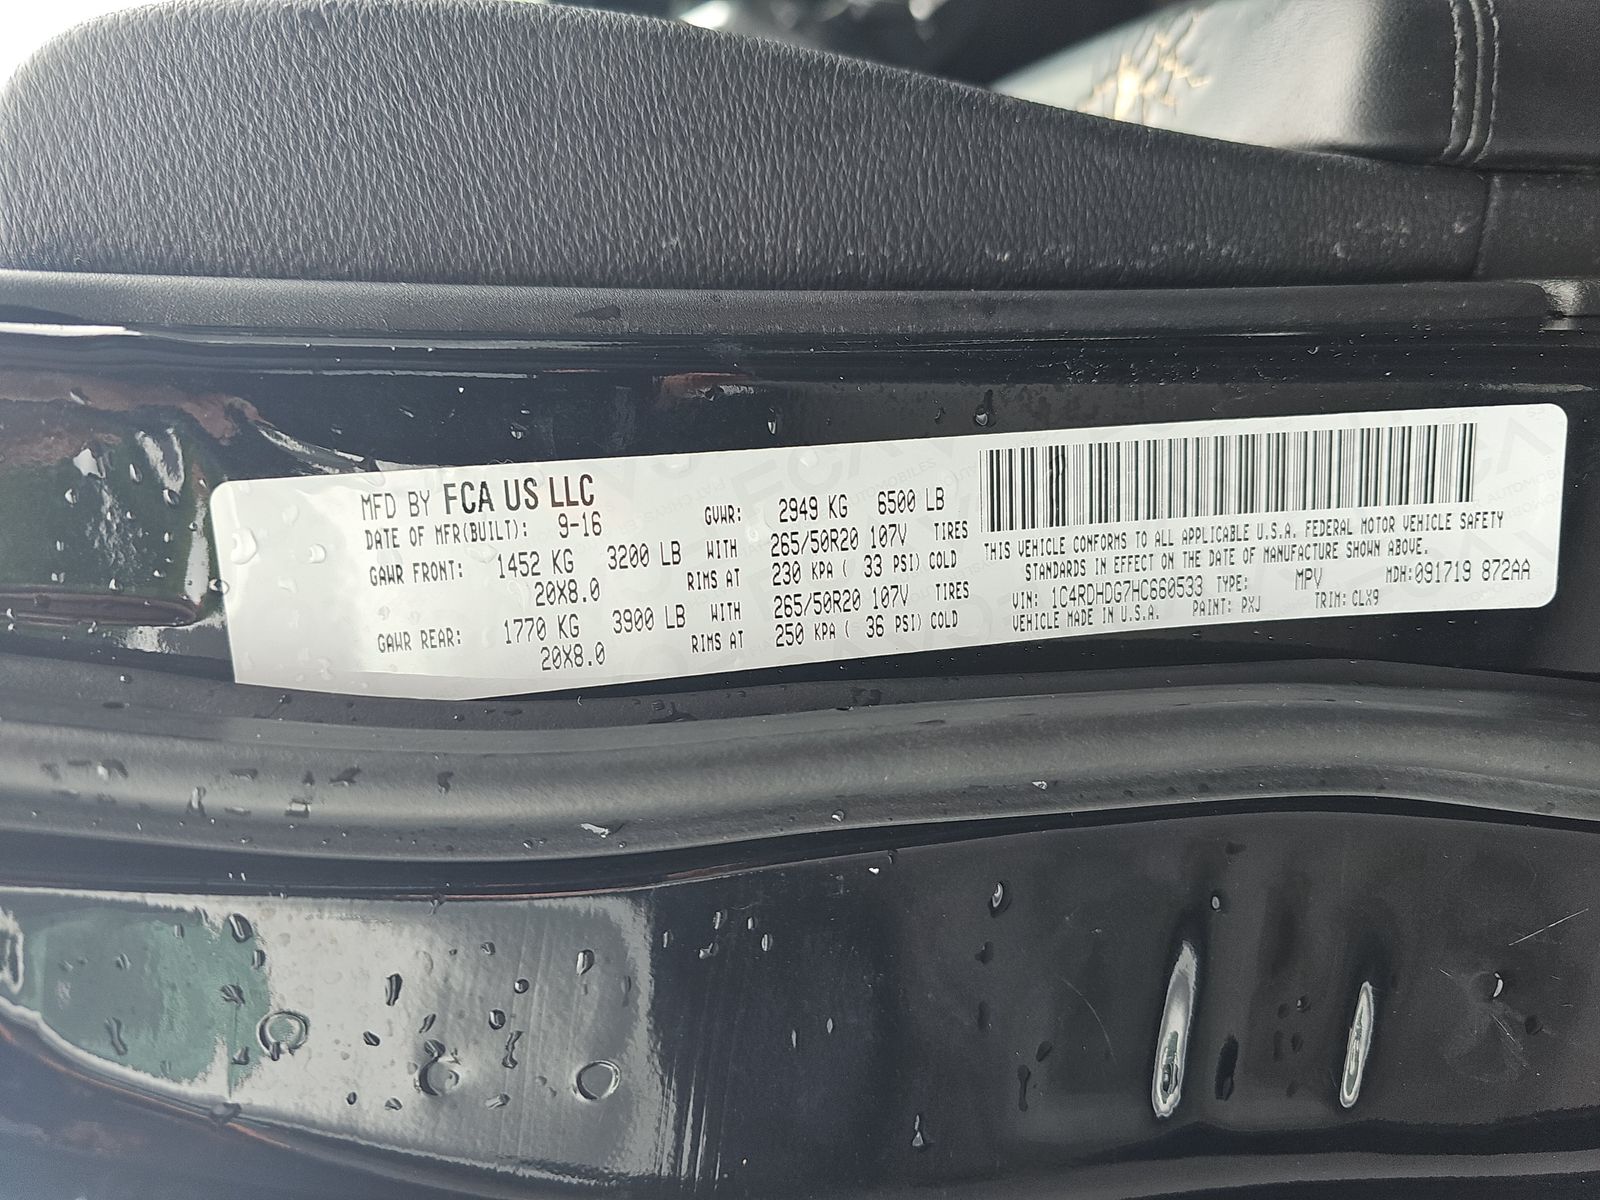 MFD BY FCA US LLC
DATE OF MFR(BUILT): 9-16 GVWR: 2949 KG 6500 LB
GAWR FRONT: 1452 KG 3200 LB WITH 265/50R20 107V TIRES
20X8.0 RIMS AT 230 KPA ( 33 PSI) COLD
GAWR REAR: 1770 KG 3900 LB WITH 265/50R20 107V TIRES
20X8.0 RIMS AT 250 KPA ( 36 PSI) COLD
THIS VEHICLE CONFORMS TO ALL APPLICABLE U.S.A. FEDERAL MOTOR VEHICLE SAFETY
STANDARDS IN EFFECT ON THE DATE OF MANUFACTURE SHOWN ABOVE.
VIN: 1C4RDHDG7HC660533 TYPE: MPV MDH:091719 872AA
VEHICLE MADE IN U.S.A. PAINT: PXJ TRIM: CLX9